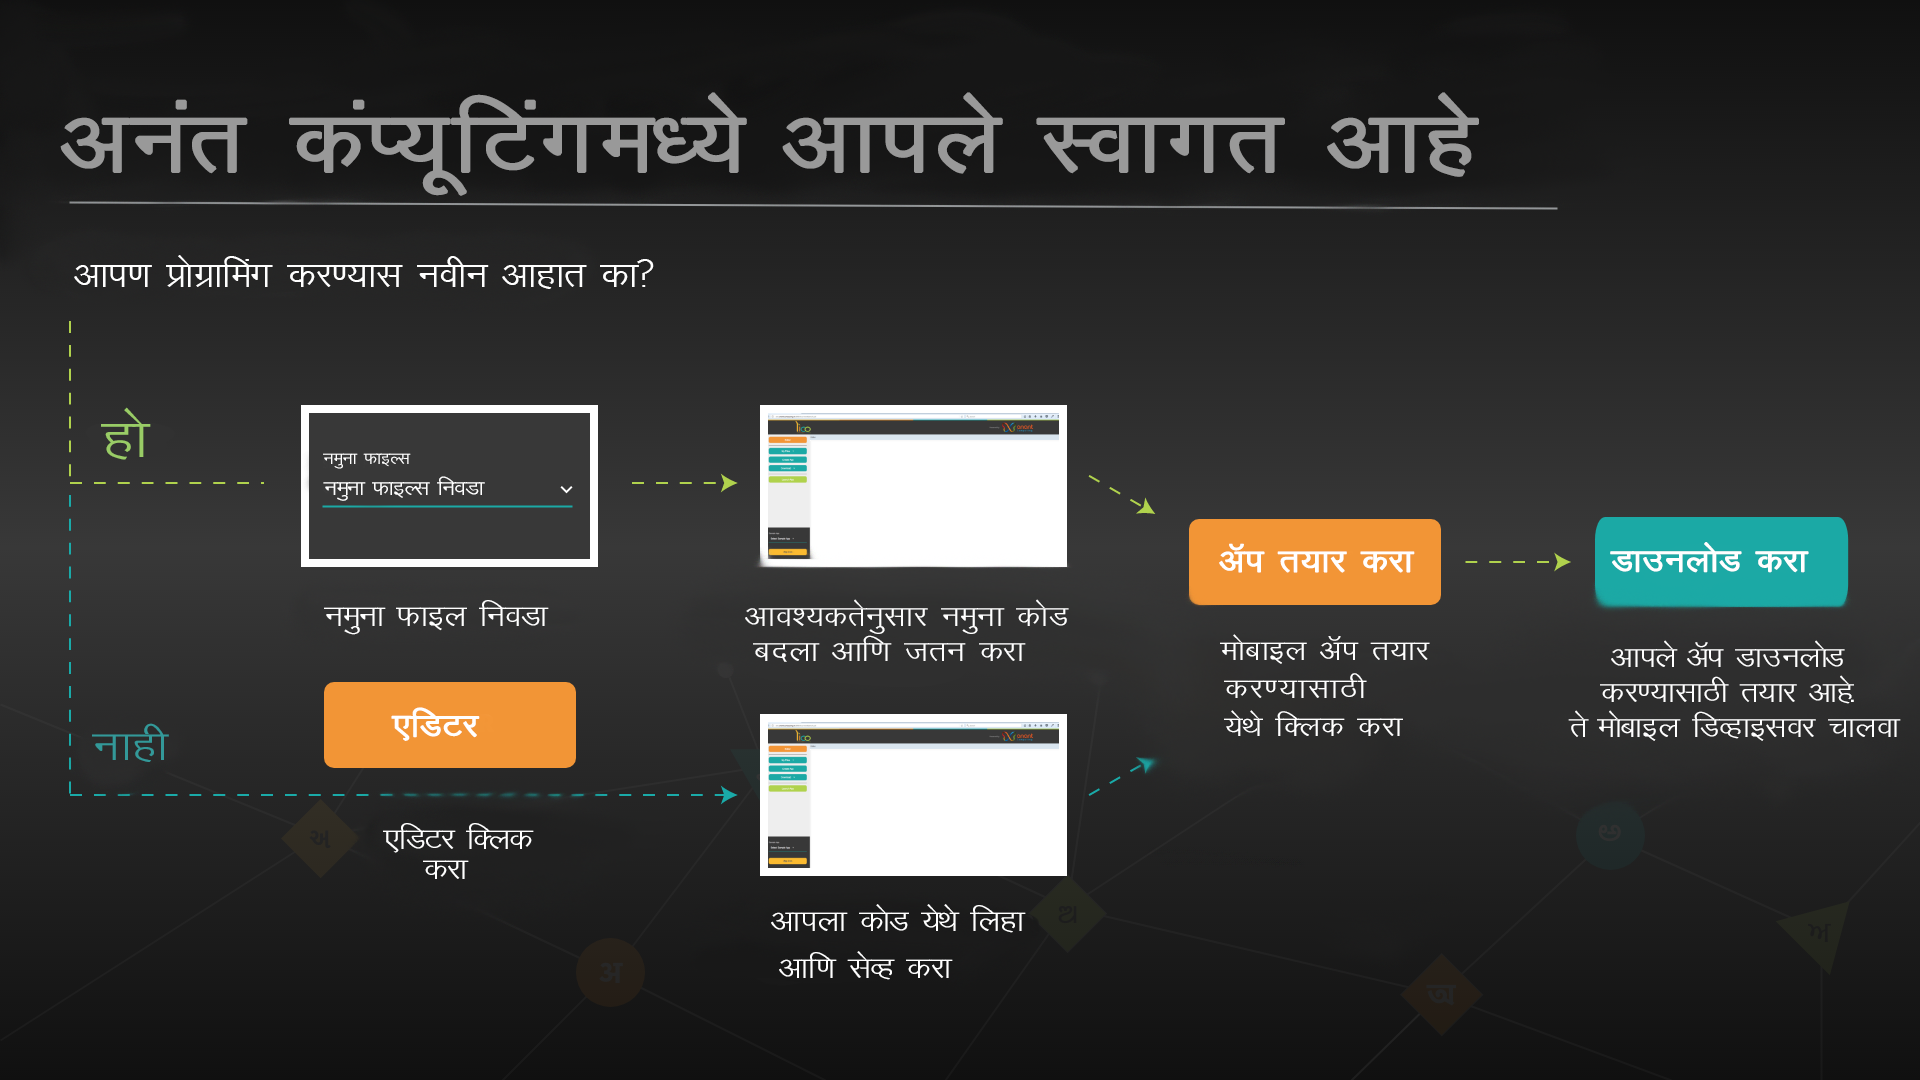 अनंत कंप्यूटिंगमध्ये आपले स्वागत आहे
आपण प्रोग्रामिंग करण्यास नवीन आहात का?
हो
नमुना फाइल्स
नमुना फाइल्स निवडा
नमुना फाइल निवडा
आवश्यकतेनुसार नमुना कोड
बदला आणि जतन करा
ॲप तयार करा
मोबाइल ॲप तयार
करण्यासाठी
येथे क्लिक करा
डाउनलोड करा
आपले ॲप डाउनलोड
करण्यासाठी तयार आहे.
ते मोबाइल डिव्हाइसवर चालवा
नाही
एडिटर
एडिटर क्लिक
करा
आपला कोड येथे लिहा
आणि सेव्ह करा
अ